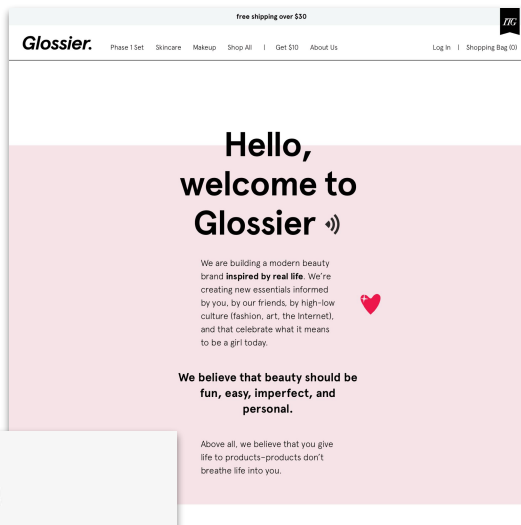 free shipping over $30
ITG
Glossier. Phase 1 Set Skincare Makeup Shop All | Get $10 About Us Log In | Shopping Bag (0)
Hello,
welcome to
Glossier
We are building a modern beauty
brand inspired by real life. We're
creating new essentials informed
by you, by our friends, by high-low
culture (fashion, art, the Internet),
and that celebrate what it means
to be a girl today.
We believe that beauty should be
fun, easy, imperfect, and
personal.
Above all, we believe that you give
life to products–products don't
breathe life into you.